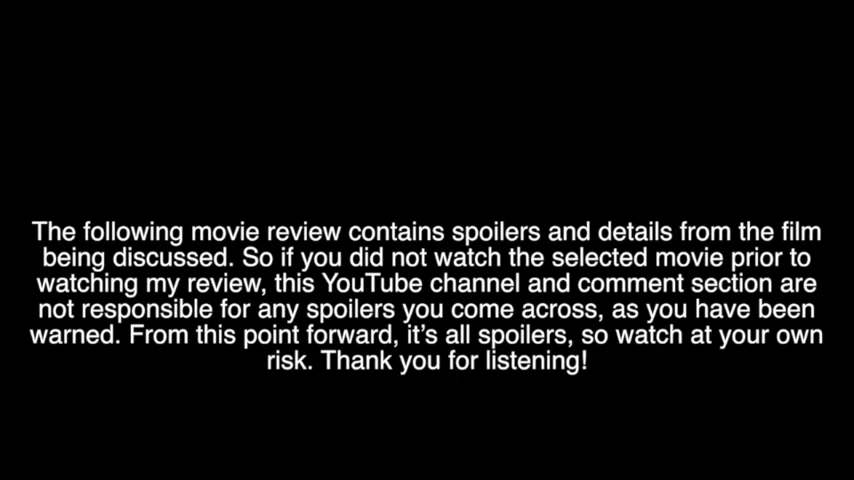 The following movie review contains spoilers and details from the film
being discussed. So if you did not watch the selected movie prior to
watching my review, this YouTube channel and comment section are
not responsible for any spoilers you come across, as you have been
warned. From this point forward, it’s all spoilers, so watch at your own
risk. Thank you for listening!